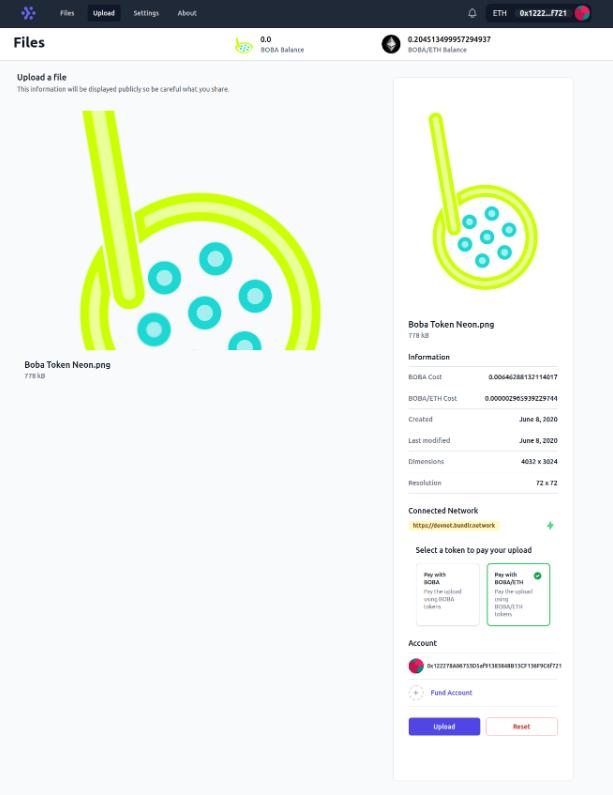 Files Upload Settings About ETH 0x1222...f721
Files
0.0
BOBA Balance
0.204513499957294937
BOBA/ETH Balance
Upload a file
This information will be displayed publicly so be careful what you share.
Boba Token Neon.png
778 kB
Boba Token Neon.png
778 kB
Information
BOBA Cost 0.00646288132114017
BOBA/ETH Cost 0.000002965939229744
Created June 8, 2020
Last modified June 8, 2020
Dimensions 4032 x 3024
Resolution 72 x 72
Connected Network
https://devnet.bundlr.network
Select a token to pay your upload
Pay with
BOBA
Pay the upload
using BOBA
tokens
Pay with
BOBA/ETH
Pay the upload
using
BOBA/ETH
tokens
Account
Fund Account
Upload Reset